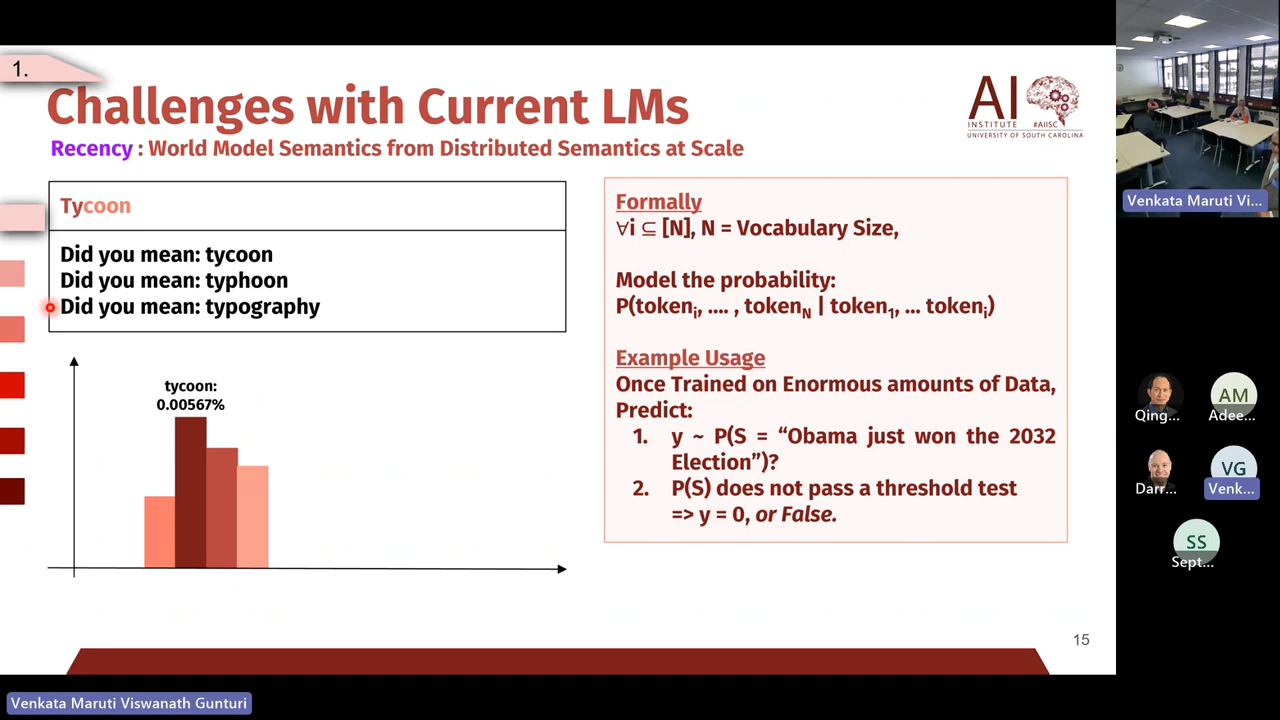 1.
Challenges with Current LMs
Recency : World Model Semantics from Distributed Semantics at Scale
AI
INSTITUTE #AIISC
UNIVERSITY OF SOUTH CAROLINA
Tycoon
Did you mean: tycoon
Did you mean: typhoon
Did you mean: typography
tycoon:
0.00567%
Formally
∀i ⊆ [N], N = Vocabulary Size,
Model the probability:
P(tokenᵢ, .... , token_N | token₁, ... tokenᵢ)
Example Usage
Once Trained on Enormous amounts of Data,
Predict:
1. y ~ P(S = “Obama just won the 2032
Election”)?
2. P(S) does not pass a threshold test
=> y = 0, or False.
15
Venkata Maruti Viswanath Gunturi
Venkata Maruti Vi...
Qing...
AM
Adee...
Darr...
VG
Venk...
SS
Sept...